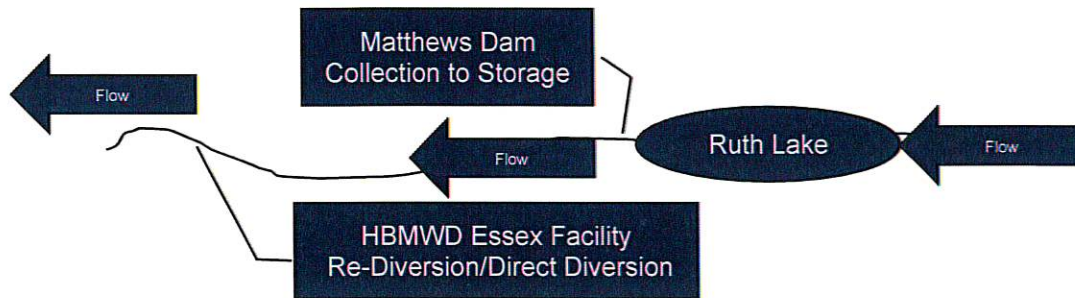 Matthews Dam
Collection to Storage
Flow
Flow
Ruth Lake
Flow
HBMWD Essex Facility
Re-Diversion/Direct Diversion